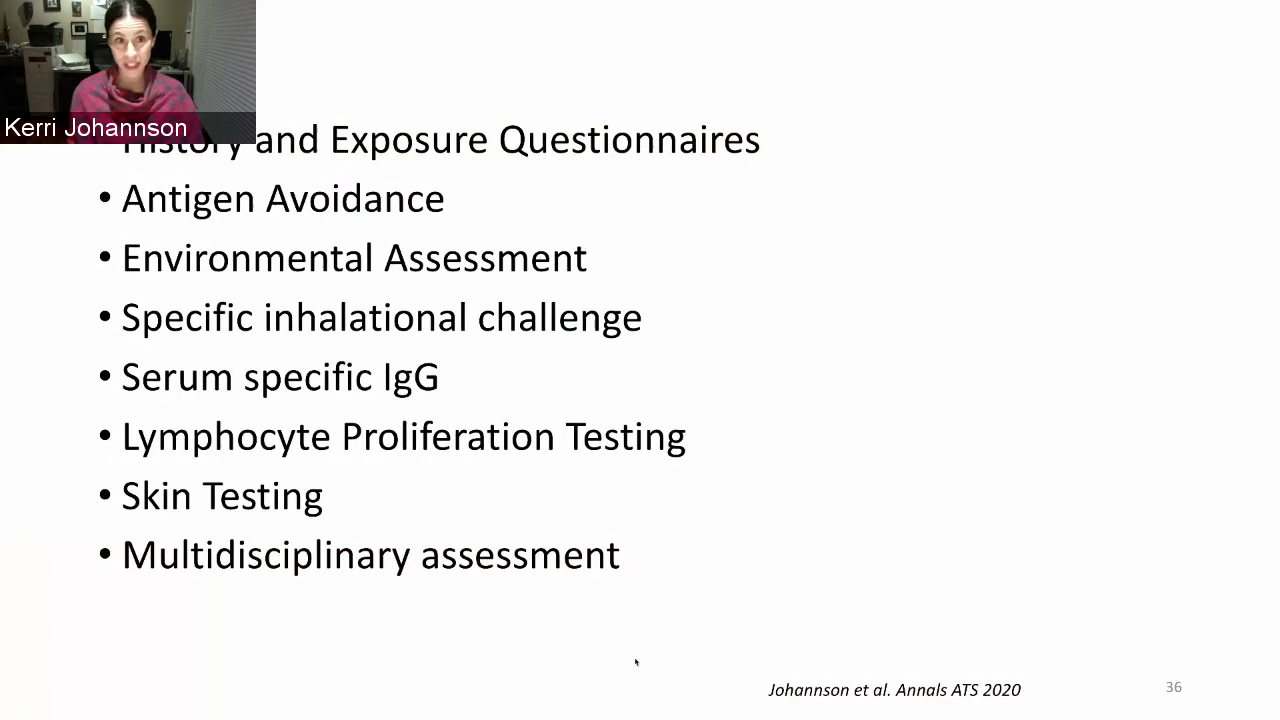 Kerri Johannson
History and Exposure Questionnaires
• Antigen Avoidance
• Environmental Assessment
• Specific inhalational challenge
• Serum specific IgG
• Lymphocyte Proliferation Testing
• Skin Testing
• Multidisciplinary assessment
Johannson et al. Annals ATS 2020
36